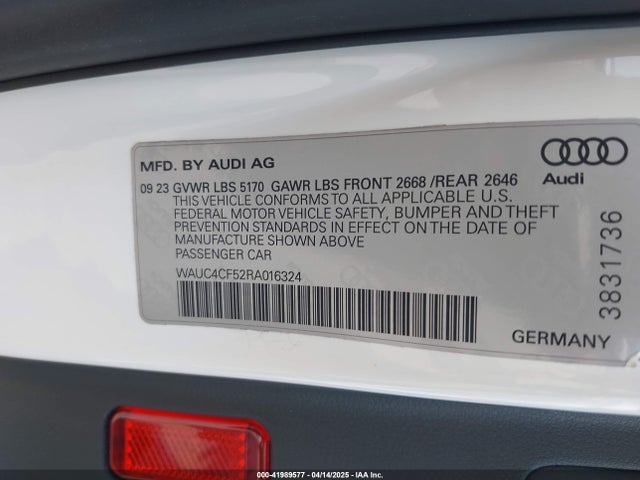 MFD. BY AUDI AG
09 23 GVWR LBS 5170 GAWR LBS FRONT 2668 /REAR 2646
THIS VEHICLE CONFORMS TO ALL APPLICABLE U.S.
FEDERAL MOTOR VEHICLE SAFETY, BUMPER AND THEFT
PREVENTION STANDARDS IN EFFECT ON THE DATE OF
MANUFACTURE SHOWN ABOVE
PASSENGER CAR
WAUC4CF52RA016324
Audi
3831736
GERMANY
000-41989577 - 04/14/2025 - IAA Inc.